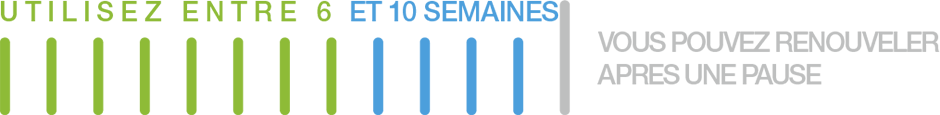 UTILISEZ ENTRE 6 ET 10 SEMAINES
VOUS POUVEZ RENOUVELER
APRES UNE PAUSE